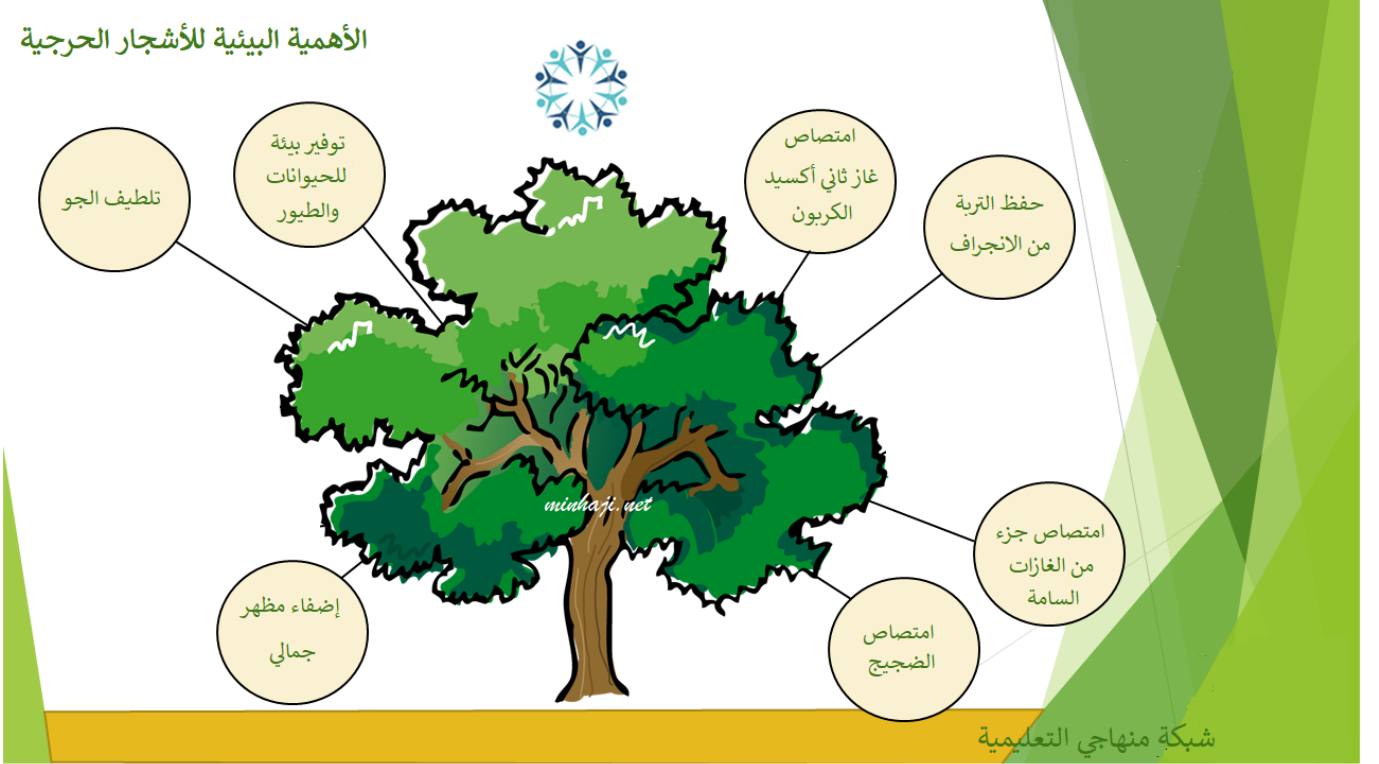 الأهمية البيئية للأشجار الحرجية
امتصاص
غاز ثاني أكسيد
الكربون
حفظ التربة
من الانجراف
توفير بيئة
للحيوانات
والطيور
تلطيف الجو
امتصاص جزء
من الغازات
السامة
امتصاص
الضجيج
إضفاء مظهر
جمالي
minhaji.net
شبكة منهاجي التعليمية